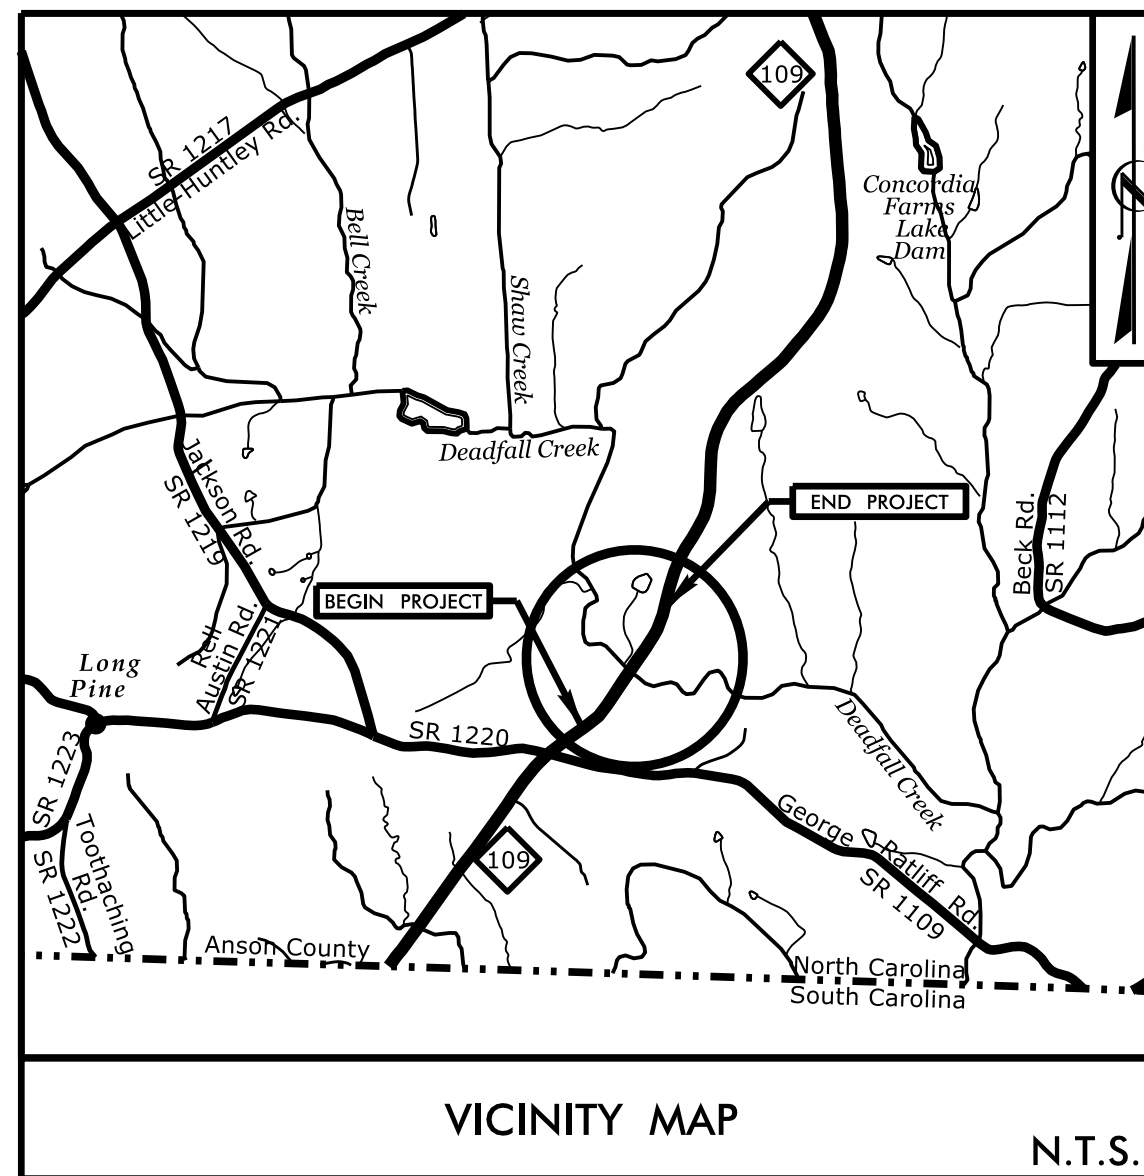 109
SR 1217
Little-Huntley Rd.
Concordia
Farms
Lake
Dam
Bell Creek
Shaw Creek
Deadfall Creek
Jackson Rd.
SR 1219
END PROJECT
Beck Rd.
SR 1112
BEGIN PROJECT
Rell
Austin Rd.
SR 1221
Long
Pine
SR 1220
Deadfall Creek
SR 1223
Toothaching
Rd.
SR 1222
George Ratliff Rd.
SR 1109
109
Anson County
North Carolina
South Carolina
VICINITY MAP
N.T.S.